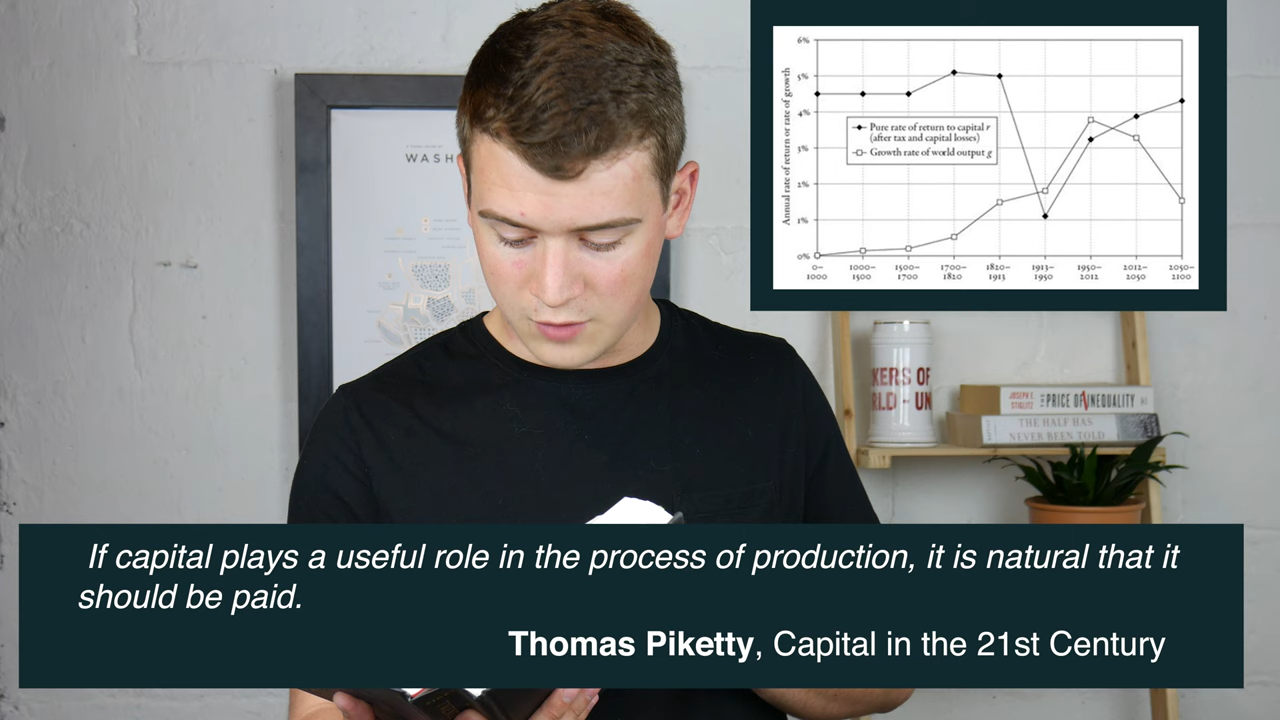 WASH
6%
5%
4%
3%
2%
1%
0%
Annual rate of return or rate of growth
Pure rate of return to capital r
(after tax and capital losses)
Growth rate of world output g
0–
1000
1000–
1500
1500–
1700
1700–
1820
1820–
1913
1913–
1950
1950–
2012
2012–
2050
2050–
2100
KERS OF
RLD - UN
JOSEPH E.
STIGLITZ
THE PRICE OF INEQUALITY
THE HALF HAS
NEVER BEEN TOLD
If capital plays a useful role in the process of production, it is natural that it
should be paid.
Thomas Piketty, Capital in the 21st Century